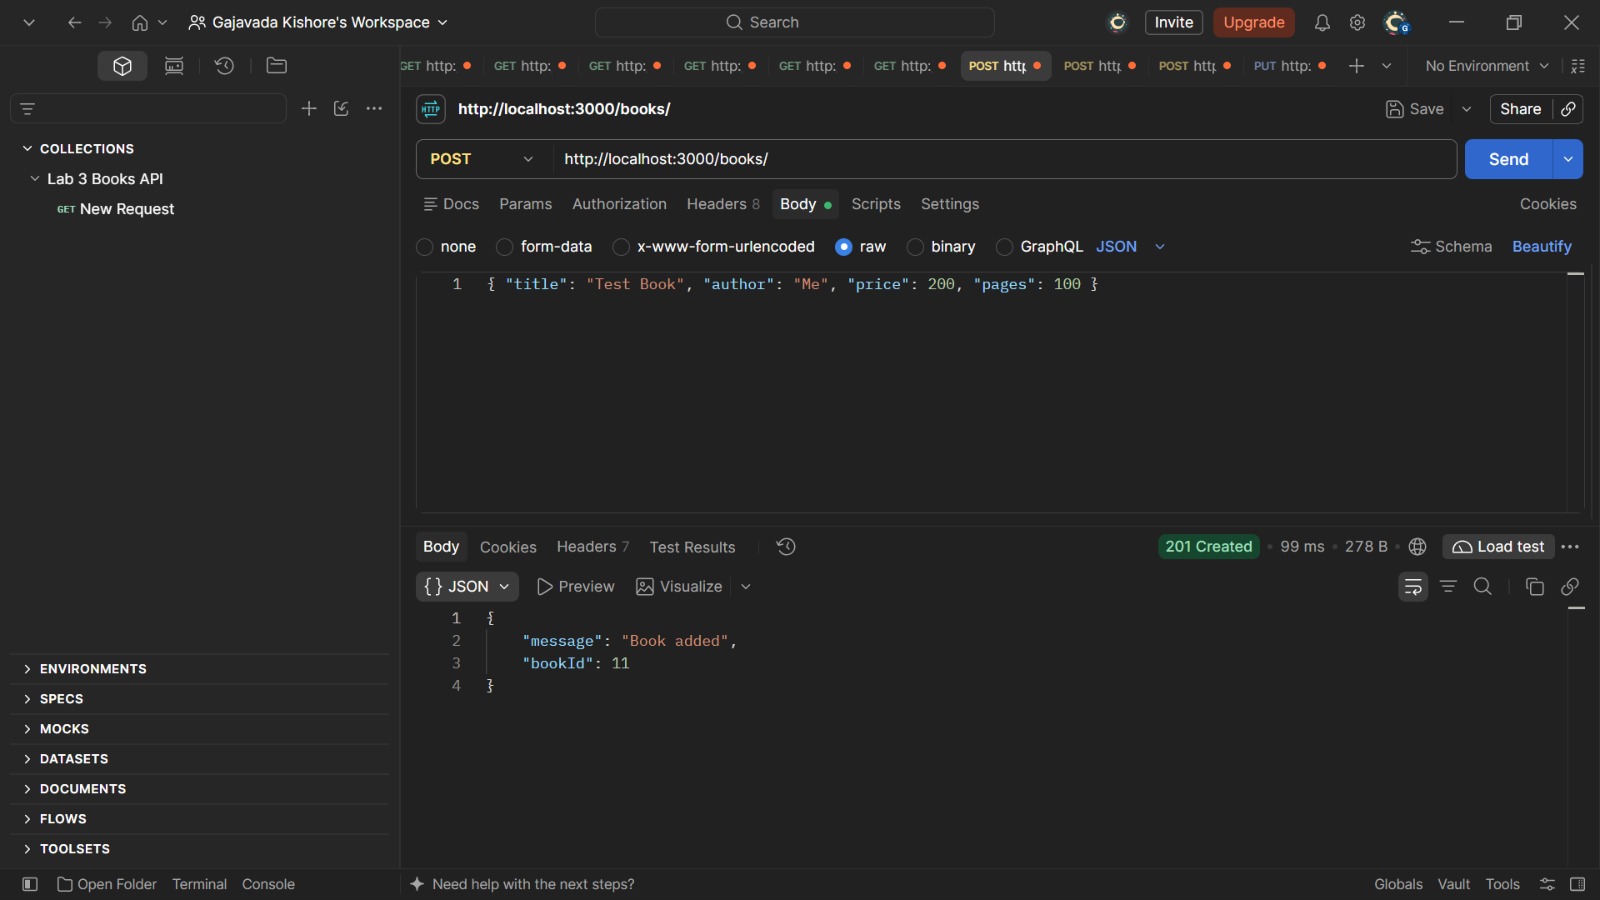 Gajavada Kishore's Workspace
Search
Invite
Upgrade
GET http:
GET http:
GET http:
GET http:
GET http:
GET http:
POST htt
POST htt
POST htt
PUT http:
No Environment
HTTP http://localhost:3000/books/
Save
Share
COLLECTIONS
Lab 3 Books API
GET New Request
POST
http://localhost:3000/books/
Send
Docs
Params
Authorization
Headers 8
Body
Scripts
Settings
Cookies
none
form-data
x-www-form-urlencoded
raw
binary
GraphQL
JSON
Schema
Beautify
1 { "title": "Test Book", "author": "Me", "price": 200, "pages": 100 }
Body
Cookies
Headers 7
Test Results
201 Created
99 ms
278 B
Load test
{} JSON
Preview
Visualize
1 {
2 "message": "Book added",
3 "bookId": 11
4 }
ENVIRONMENTS
SPECS
MOCKS
DATASETS
DOCUMENTS
FLOWS
TOOLSETS
Open Folder
Terminal
Console
Need help with the next steps?
Globals
Vault
Tools